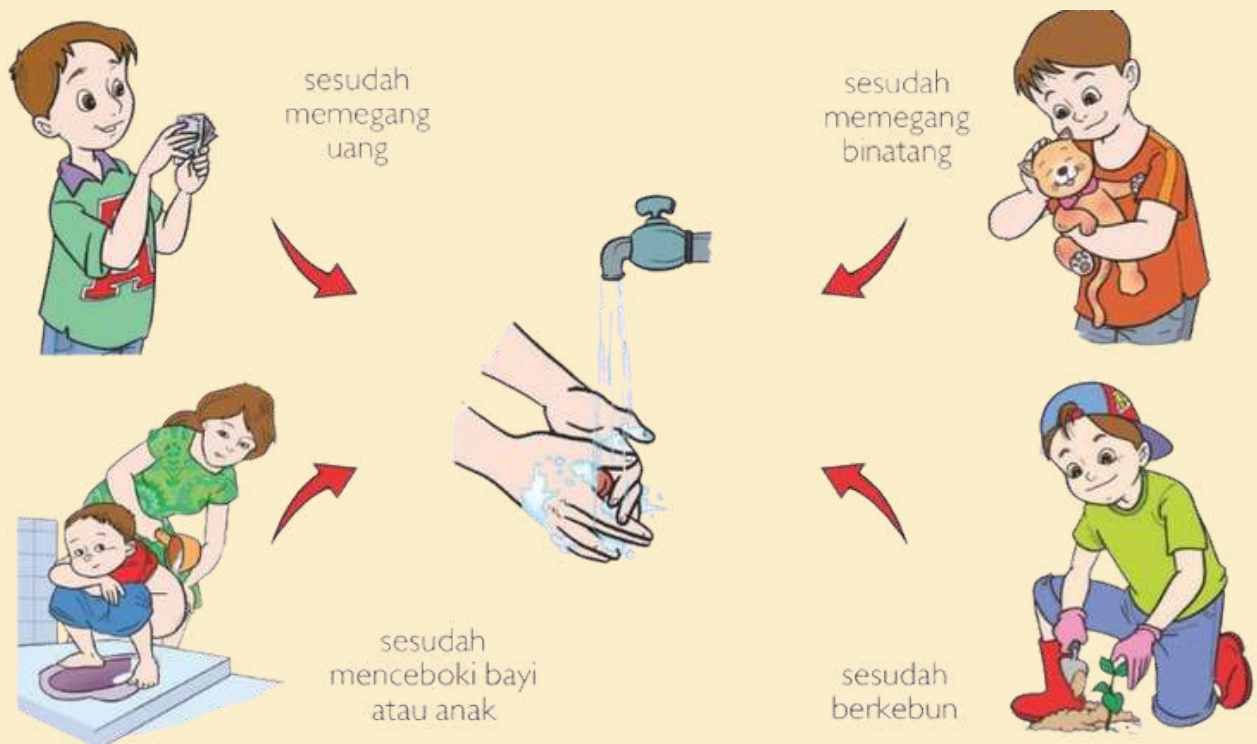 sesudah
memegang
uang
sesudah
memegang
binatang
sesudah
menceboki bayi
atau anak
sesudah
berkebun